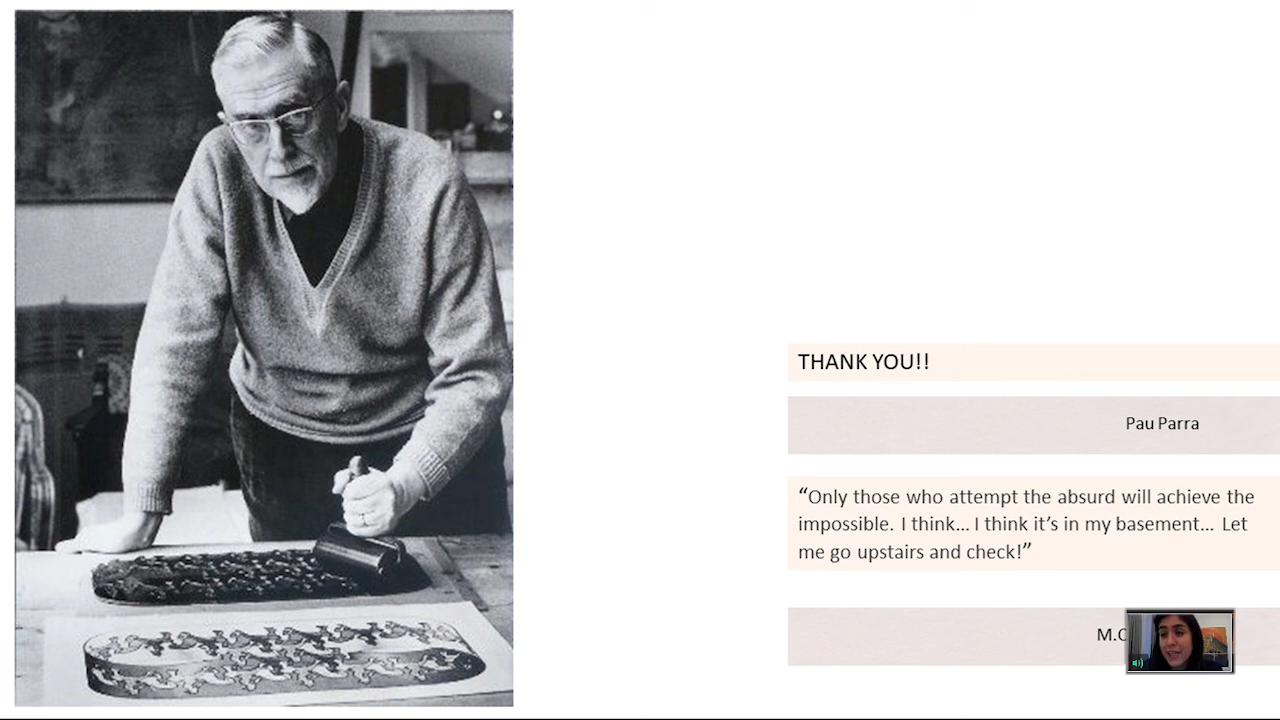 THANK YOU!!
Pau Parra
“Only those who attempt the absurd will achieve the
impossible. I think... I think it’s in my basement... Let
me go upstairs and check!”